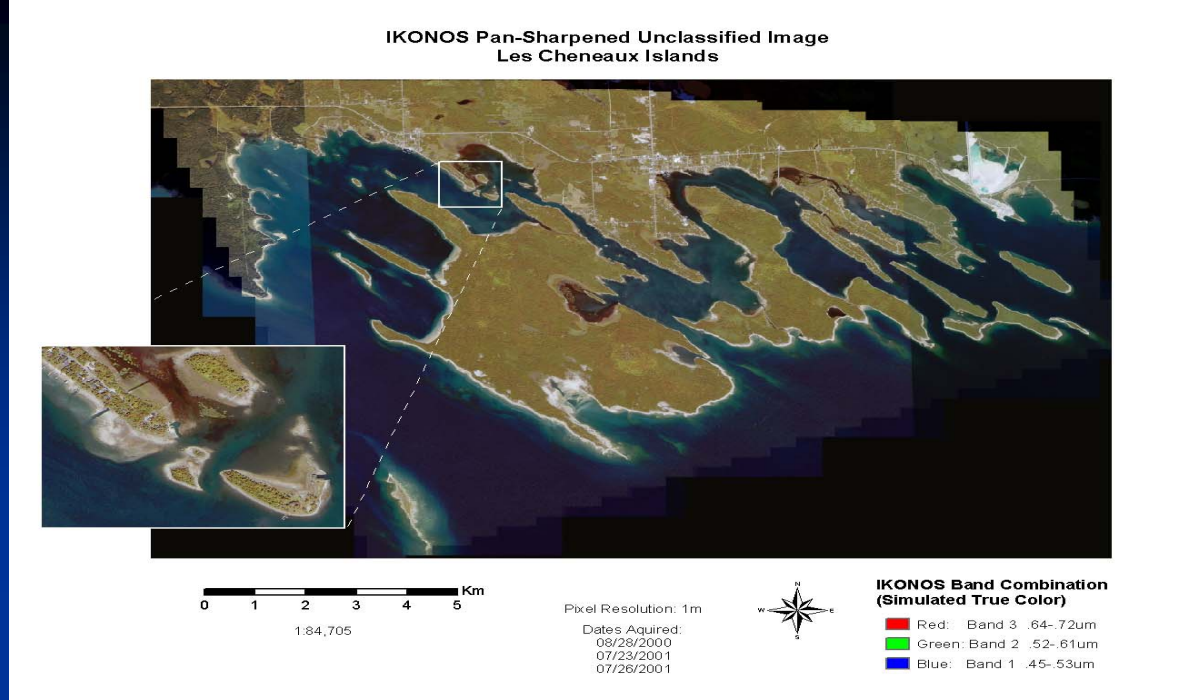 IKONOS Pan-Sharpened Unclassified Image
Les Cheneaux Islands
Km
0 1 2 3 4 5
1:84,705
Pixel Resolution: 1m
Dates Aquired:
08/28/2000
07/23/2001
07/26/2001
N
W E
S
IKONOS Band Combination
(Simulated True Color)
Red: Band 3 .64-.72um
Green: Band 2 .52-.61um
Blue: Band 1 .45-.53um